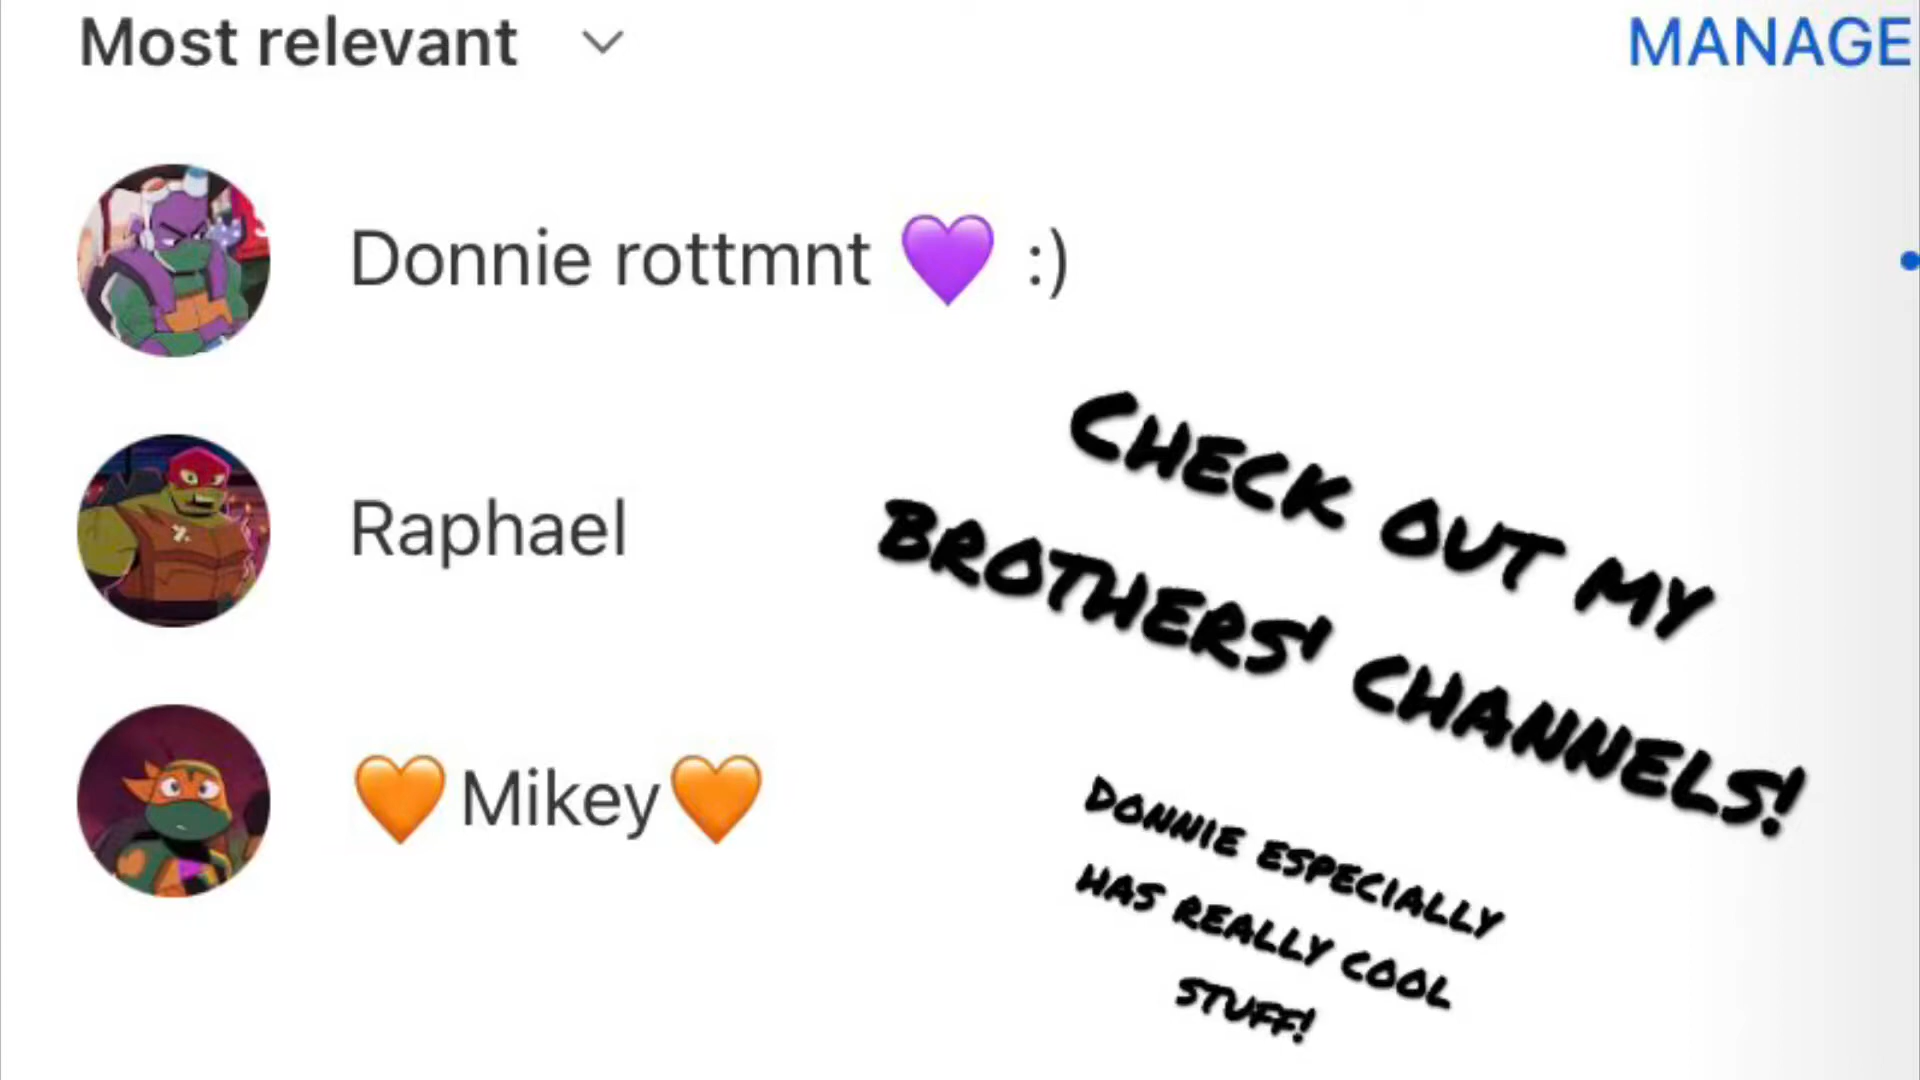 Most relevant
MANAGE
Donnie rottmnt 💜 :)
Raphael
🧡Mikey🧡
CHECK OUT MY
BROTHERS' CHANNELS!
DONNIE ESPECIALLY
HAS REALLY COOL
STUFF!